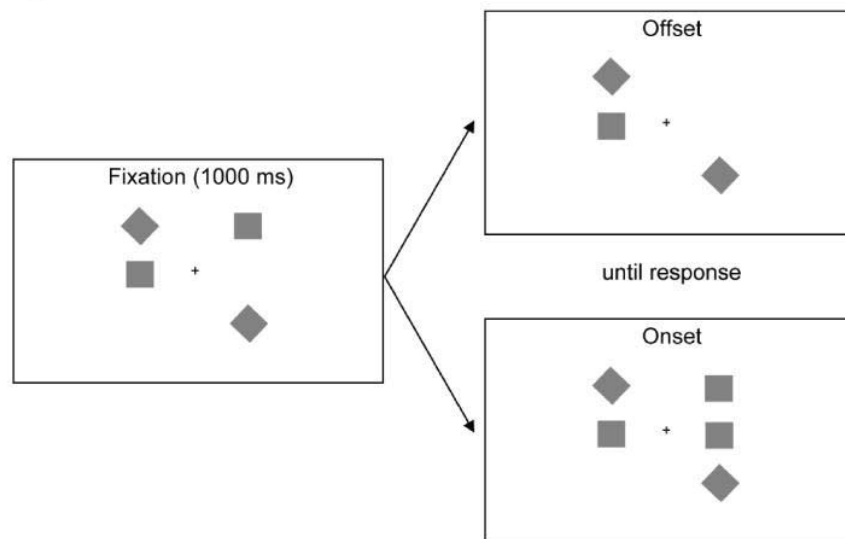 Fixation (1000 ms)
+
Offset
+
until response
Onset
+